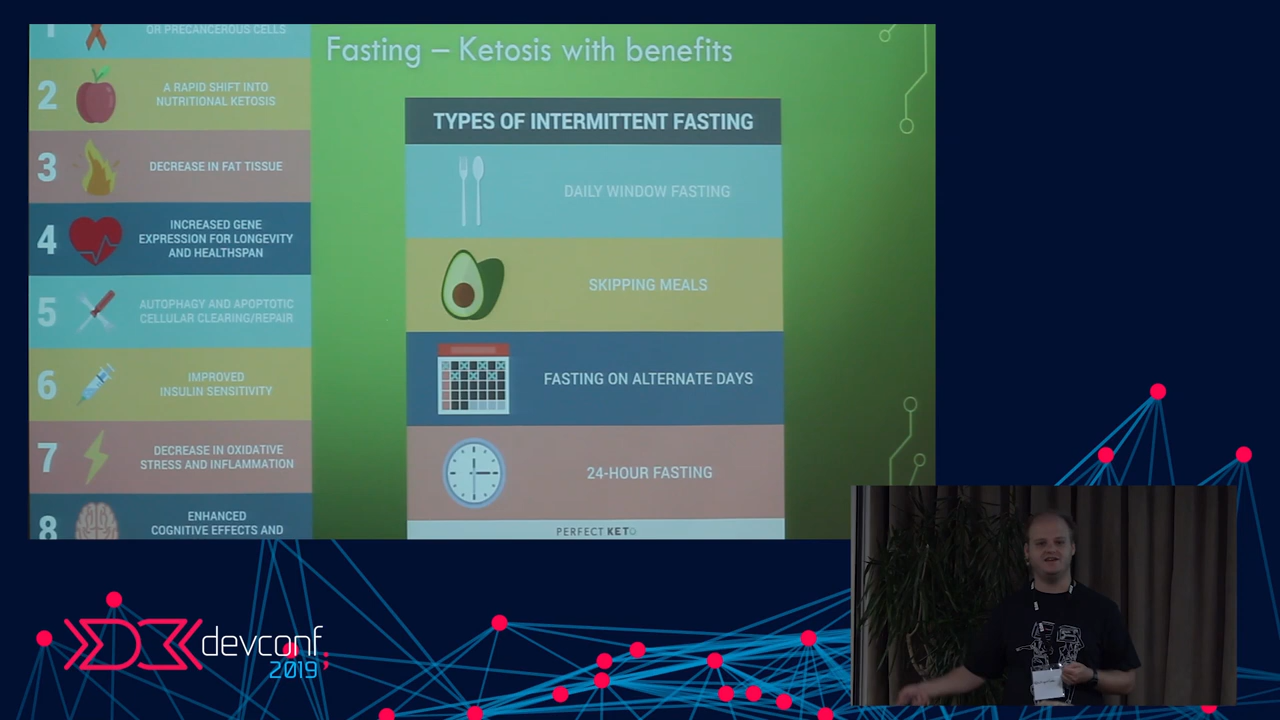 Fasting – Ketosis with benefits
1
OR PRECANCEROUS CELLS
2
A RAPID SHIFT INTO
NUTRITIONAL KETOSIS
3
DECREASE IN FAT TISSUE
4
INCREASED GENE
EXPRESSION FOR LONGEVITY
AND HEALTHSPAN
5
AUTOPHAGY AND APOPTOTIC
CELLULAR CLEARING/REPAIR
6
IMPROVED
INSULIN SENSITIVITY
7
DECREASE IN OXIDATIVE
STRESS AND INFLAMMATION
8
ENHANCED
COGNITIVE EFFECTS AND
TYPES OF INTERMITTENT FASTING
DAILY WINDOW FASTING
SKIPPING MEALS
FASTING ON ALTERNATE DAYS
24-HOUR FASTING
PERFECT KETO
devconf
2019;